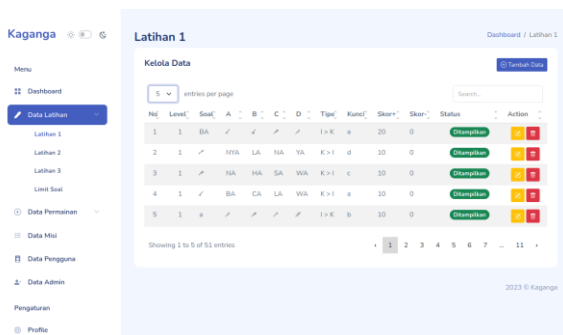 Kaganga
Latihan 1
Dashboard / Latihan 1
Menu
Dashboard
Data Latihan
Latihan 1
Latihan 2
Latihan 3
Limit Soal
Data Permainan
Data Misi
Data Pengguna
Data Admin
Pengaturan
Profile
Kelola Data
Tambah Data
5 entries per page
Search...
No Level Soal A B C D Tipe Kunci Skor+ Skor- Status Action
1 1 BA I > K a 20 0 Ditampilkan
2 1 NYA LA NA YA K > I d 10 0 Ditampilkan
3 1 NA HA SA WA K > I c 10 0 Ditampilkan
4 1 BA CA LA WA K > I a 10 0 Ditampilkan
5 1 a I > K b 10 0 Ditampilkan
Showing 1 to 5 of 51 entries
‹ 1 2 3 4 5 6 7 ... 11 ›
2023 © Kaganga